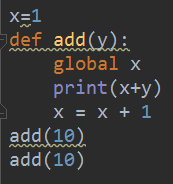 x=1
def add(y):
    global x
    print(x+y)
    x = x + 1
add(10)
add(10)